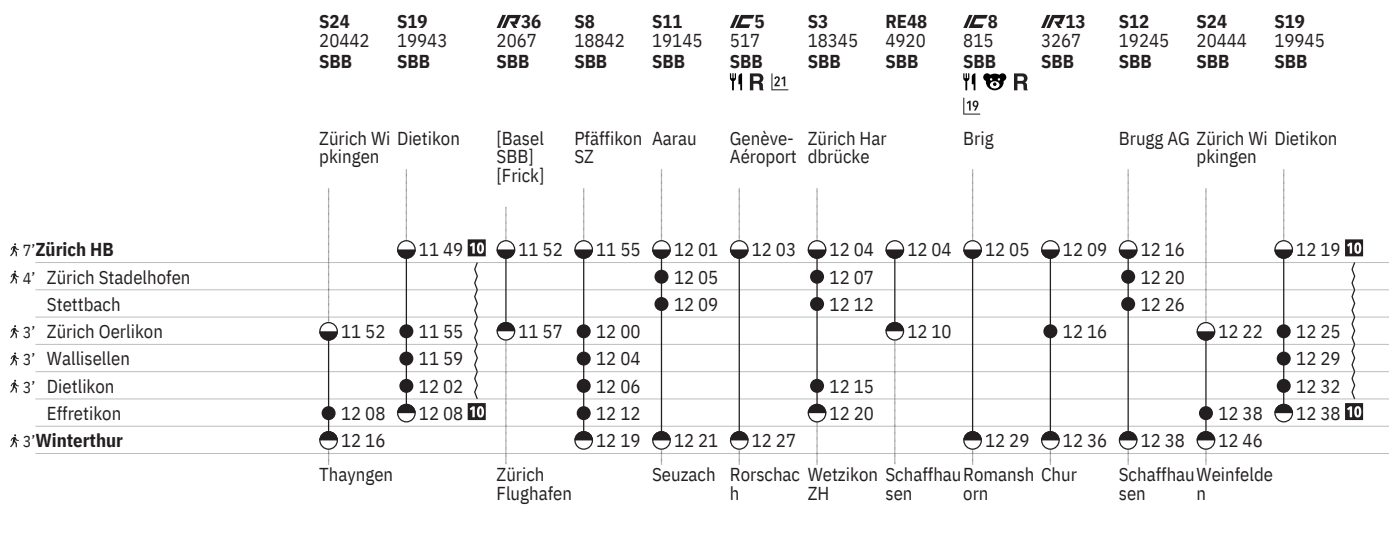 S24 S19 IR36 S8 S11 IC5 S3 RE48 IC8 IR13 S12 S24 S19
20442 19943 2067 18842 19145 517 18345 4920 815 3267 19245 20444 19945
SBB SBB SBB SBB SBB SBB SBB SBB SBB SBB SBB SBB SBB
R 21 R
19
Zürich Wi Dietikon [Basel Pfäffikon Aarau Genève- Zürich Har Brig Brugg AG Zürich Wi Dietikon
pkingen SBB] SZ Aéroport dbrücke pkingen
[Frick]
7’ Zürich HB 11 49 10 11 52 11 55 12 01 12 03 12 04 12 04 12 05 12 09 12 16 12 19 10
4’ Zürich Stadelhofen 12 05 12 07 12 20
Stettbach 12 09 12 12 12 26
3’ Zürich Oerlikon 11 52 11 55 11 57 12 00 12 10 12 16 12 22 12 25
3’ Wallisellen 11 59 12 04 12 29
3’ Dietlikon 12 02 12 06 12 15 12 32
Effretikon 12 08 12 08 10 12 12 12 20 12 38 12 38 10
3’ Winterthur 12 16 12 19 12 21 12 27 12 29 12 36 12 38 12 46
Thayngen Zürich Seuzach Rorschac Wetzikon Schaffhau Romansh Chur Schaffhau Weinfelde
Flughafen h ZH sen orn sen n